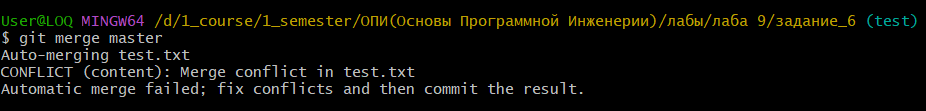 User@LOQ MINGW64 /d/1_course/1_semester/ОПИ(Основы Программной Инженерии)/лабы/лаба 9/задание_6 (test)
$ git merge master
Auto-merging test.txt
CONFLICT (content): Merge conflict in test.txt
Automatic merge failed; fix conflicts and then commit the result.